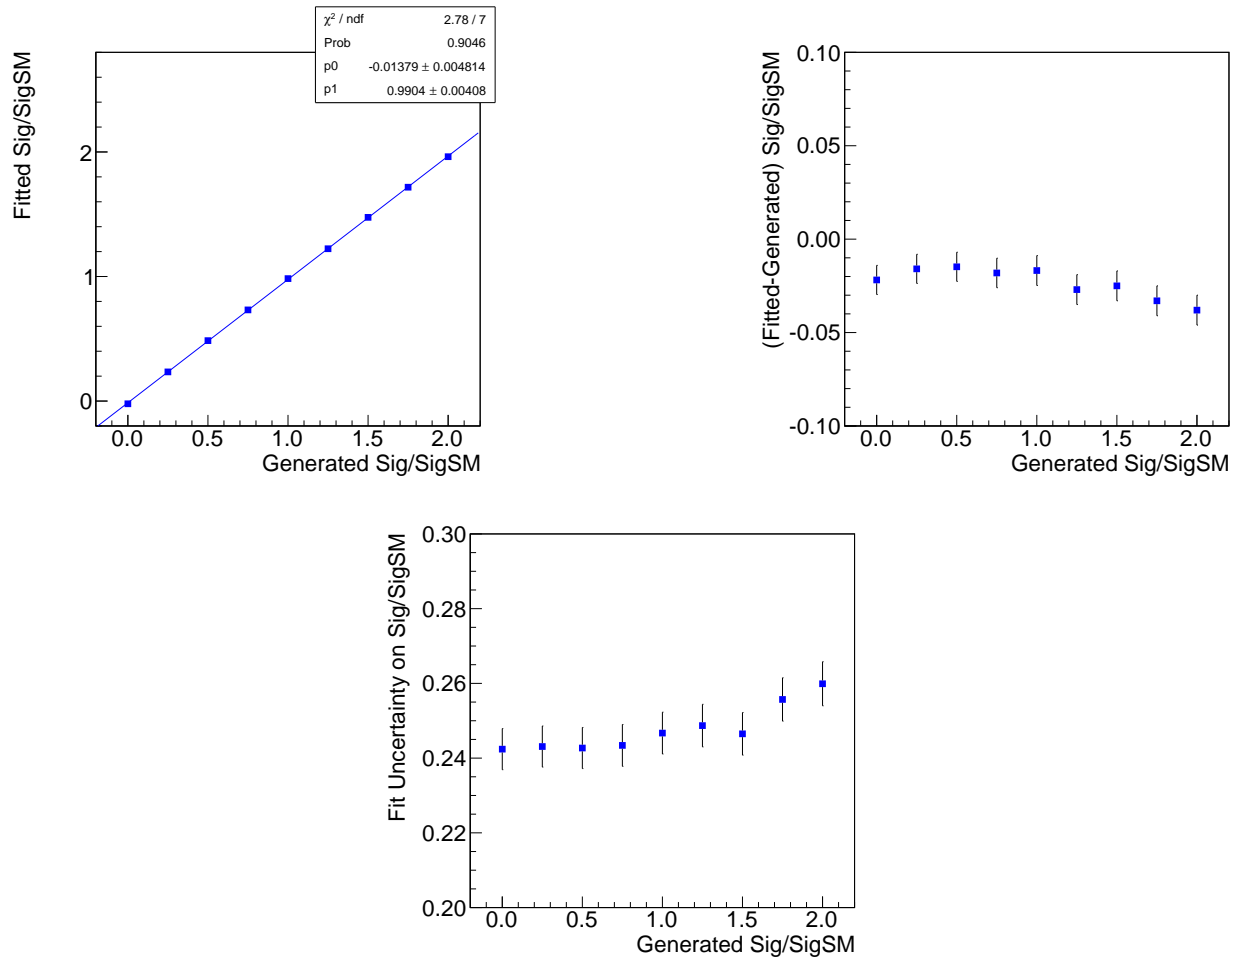 χ² / ndf 2.78 / 7
Prob 0.9046
p0 -0.01379 ± 0.004814
p1 0.9904 ± 0.00408
Fitted Sig/SigSM
2
1
0
0.0 0.5 1.0 1.5 2.0
Generated Sig/SigSM
(Fitted-Generated) Sig/SigSM
0.10
0.05
0.00
-0.05
-0.10
0.0 0.5 1.0 1.5 2.0
Generated Sig/SigSM
Fit Uncertainty on Sig/SigSM
0.30
0.28
0.26
0.24
0.22
0.20
0.0 0.5 1.0 1.5 2.0
Generated Sig/SigSM